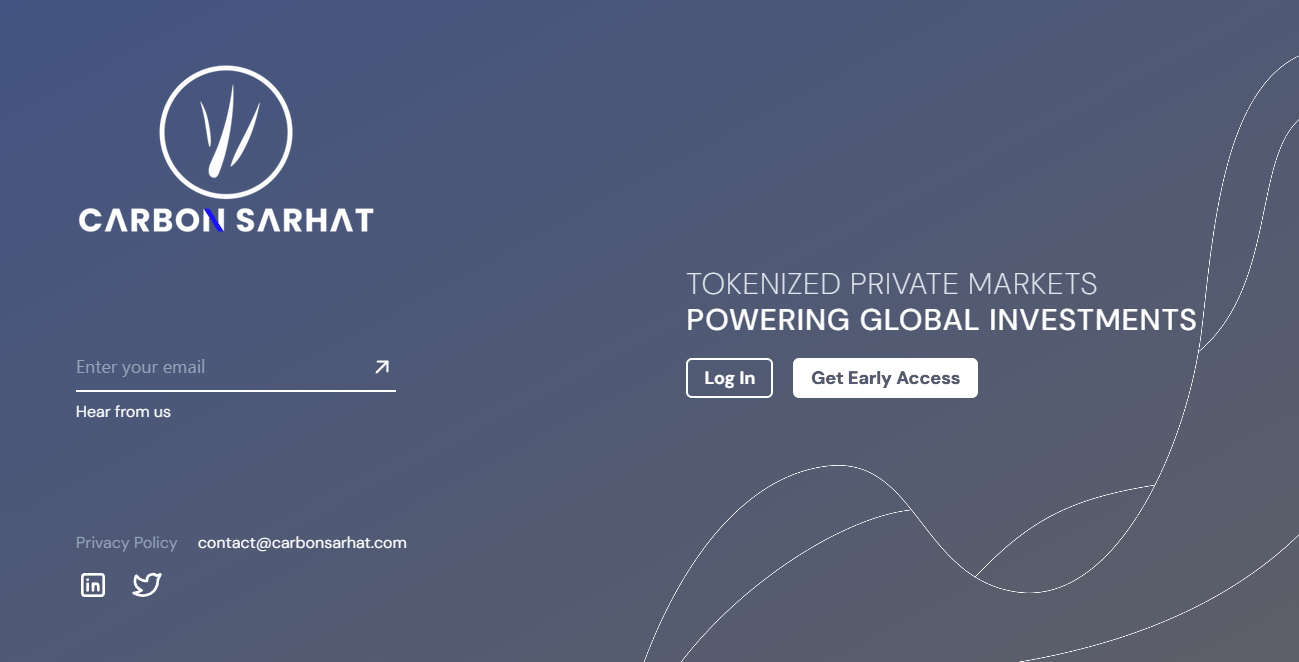 CARBON SARHAT
TOKENIZED PRIVATE MARKETS
POWERING GLOBAL INVESTMENTS
Enter your email
Log In
Get Early Access
Hear from us
Privacy Policy
contact@carbonsarhat.com
in